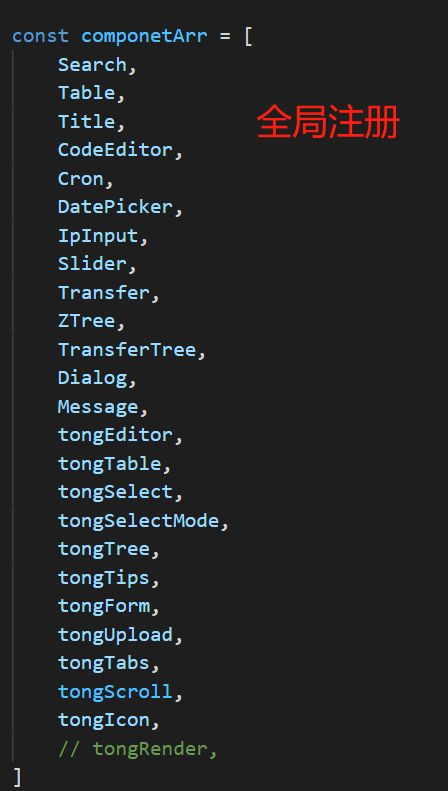 const componetArr = [
Search,
Table,
全局注册
Title,
CodeEditor,
Cron,
DatePicker,
IpInput,
Slider,
Transfer,
ZTree,
TransferTree,
Dialog,
Message,
tongEditor,
tongTable,
tongSelect,
tongSelectMode,
tongTree,
tongTips,
tongForm,
tongUpload,
tongTabs,
tongScroll,
tongIcon,
// tongRender,
]